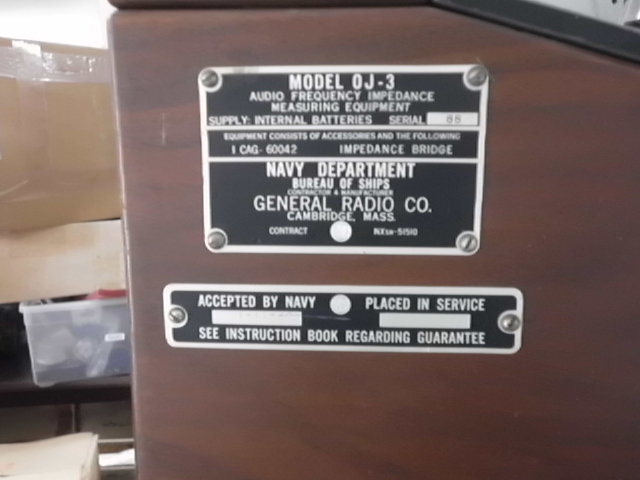 MODEL OJ-3
AUDIO FREQUENCY IMPEDANCE
MEASURING EQUIPMENT
SUPPLY: INTERNAL BATTERIES SERIAL 88
EQUIPMENT CONSISTS OF ACCESSORIES AND THE FOLLOWING
1 CAG-60042 IMPEDANCE BRIDGE
NAVY DEPARTMENT
BUREAU OF SHIPS
CONTRACTOR & MANUFACTURER
GENERAL RADIO CO.
CAMBRIDGE, MASS.
CONTRACT NXsr-51510
ACCEPTED BY NAVY PLACED IN SERVICE
SEE INSTRUCTION BOOK REGARDING GUARANTEE